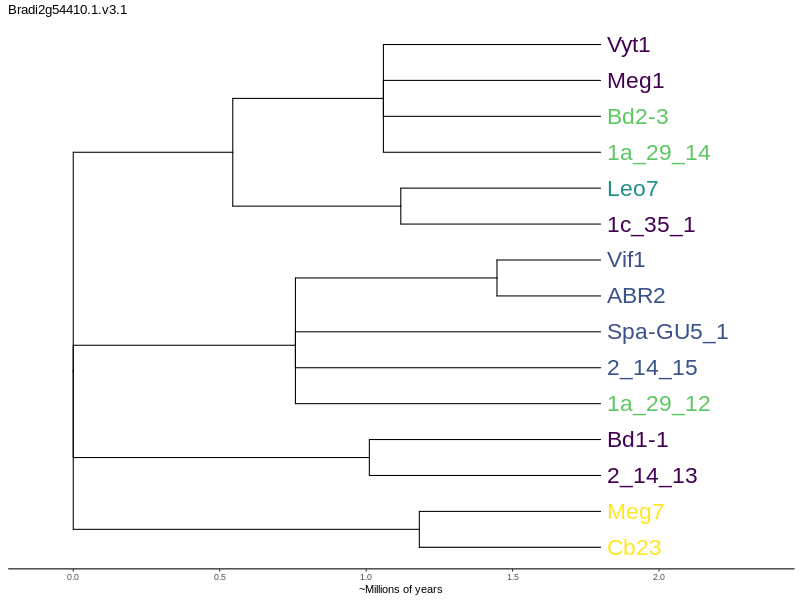 Bradi2g54410.1.v3.1
Vyt1
Meg1
Bd2-3
1a_29_14
Leo7
1c_35_1
Vif1
ABR2
Spa-GU5_1
2_14_15
1a_29_12
Bd1-1
2_14_13
Meg7
Cb23
0.0 0.5 1.0 1.5 2.0
~Millions of years